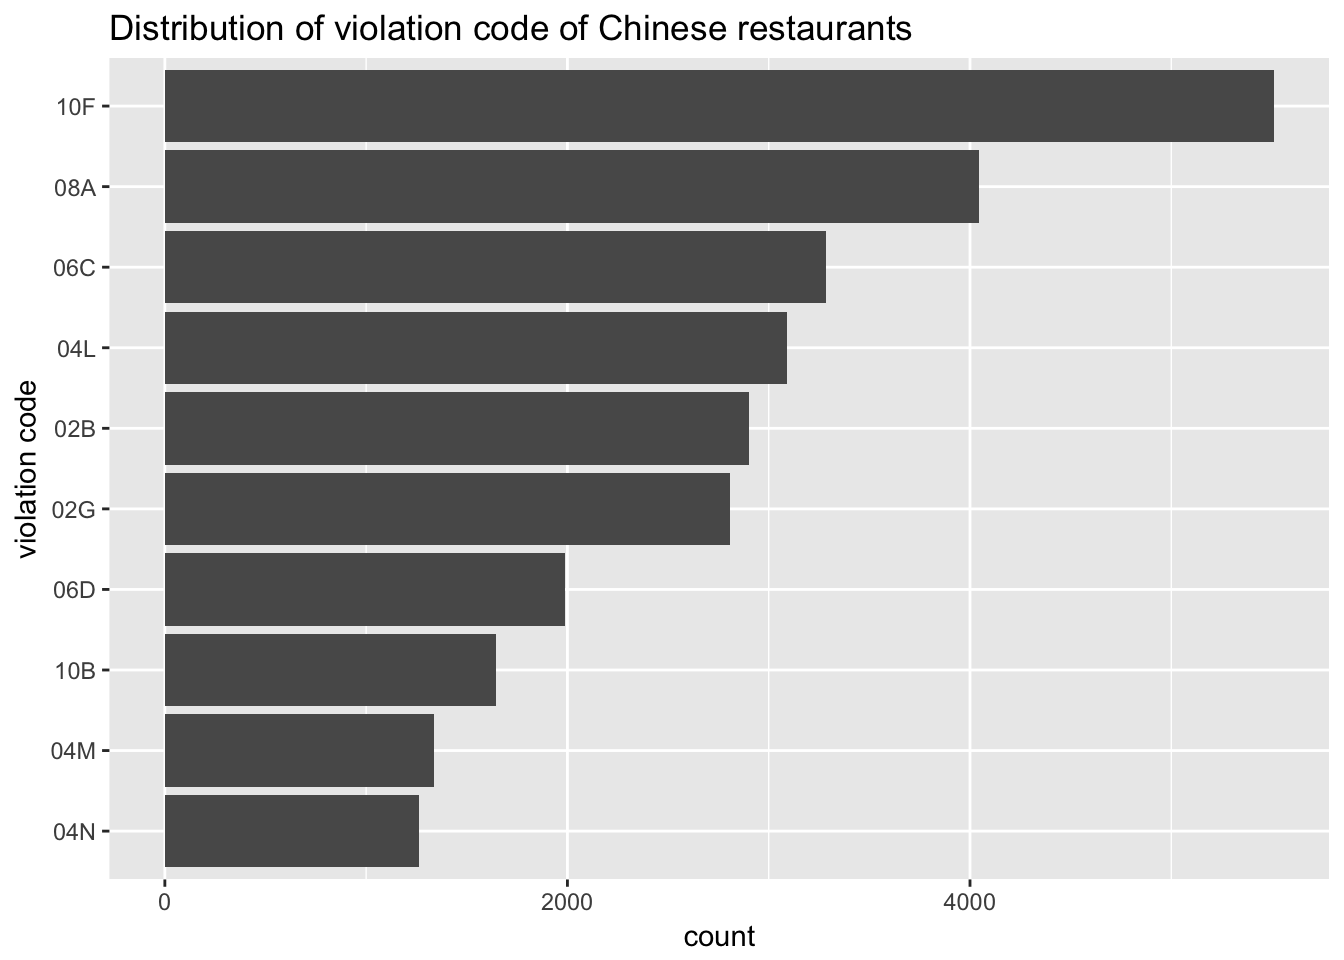 Distribution of violation code of Chinese restaurants
violation code
10F
08A
06C
04L
02B
02G
06D
10B
04M
04N
0 2000 4000
count